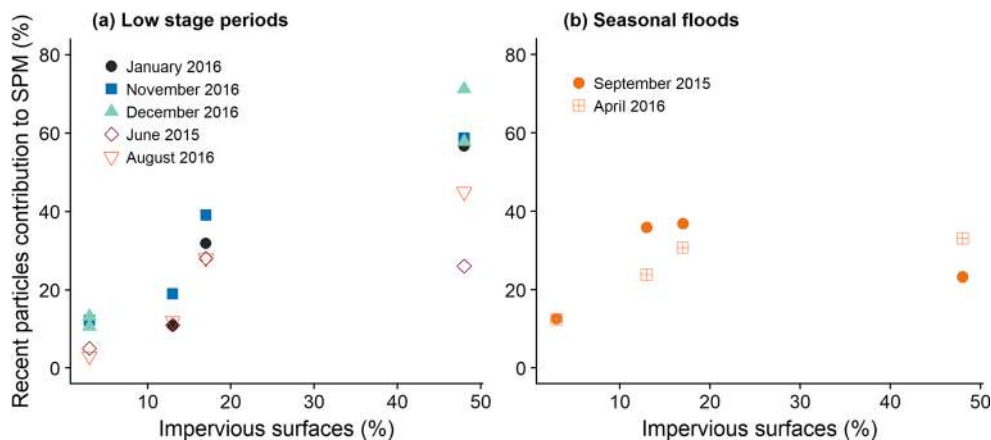 (a) Low stage periods
(b) Seasonal floods
Recent particles contribution to SPM (%)
80
60
40
20
0
January 2016
November 2016
December 2016
June 2015
August 2016
10
20
30
40
50
Impervious surfaces (%)
80
60
40
20
0
September 2015
April 2016
10
20
30
40
50
Impervious surfaces (%)